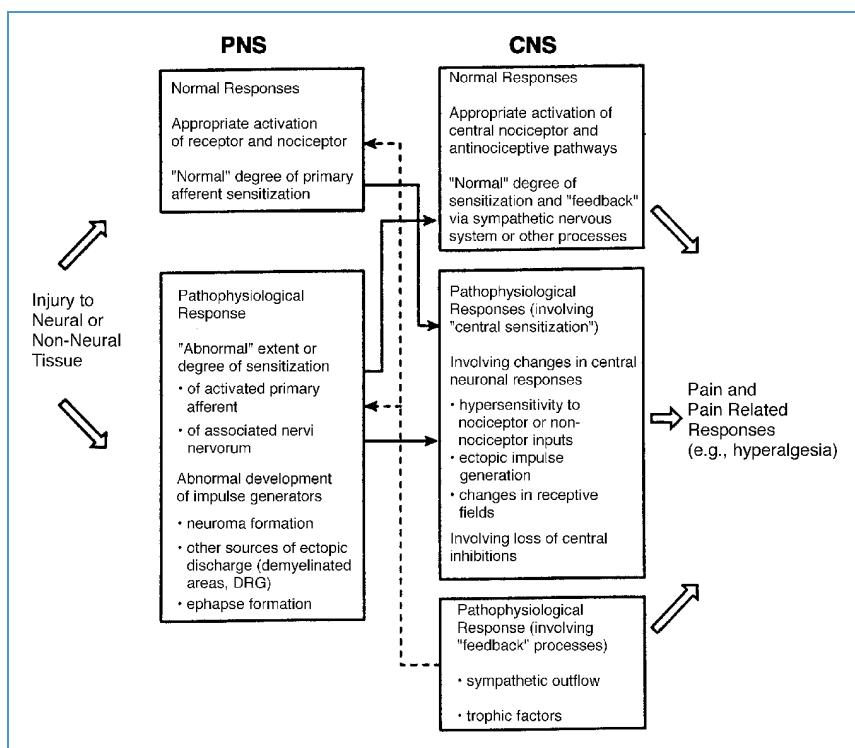 PNS
CNS
Normal Responses
Appropriate activation
of receptor and nociceptor
"Normal" degree of primary
afferent sensitization
Normal Responses
Appropriate activation of
central nociceptor and
antinociceptive pathways
"Normal" degree of
sensitization and "feedback"
via sympathetic nervous
system or other processes
Injury to
Neural or
Non-Neural
Tissue
Pathophysiological
Response
"Abnormal" extent or
degree of sensitization
• of activated primary
afferent
• of associated nervi
nervorum
Abnormal development
of impulse generators
• neuroma formation
• other sources of ectopic
discharge (demyelinated
areas, DRG)
• ephapse formation
Pathophysiological
Responses (involving
"central sensitization")
Involving changes in central
neuronal responses
• hypersensitivity to
nociceptor or non-
nociceptor inputs
• ectopic impulse
generation
• changes in receptive
fields
Involving loss of central
inhibitions
Pathophysiological
Response (involving
"feedback" processes)
• sympathetic outflow
• trophic factors
Pain and
Pain Related
Responses
(e.g., hyperalgesia)